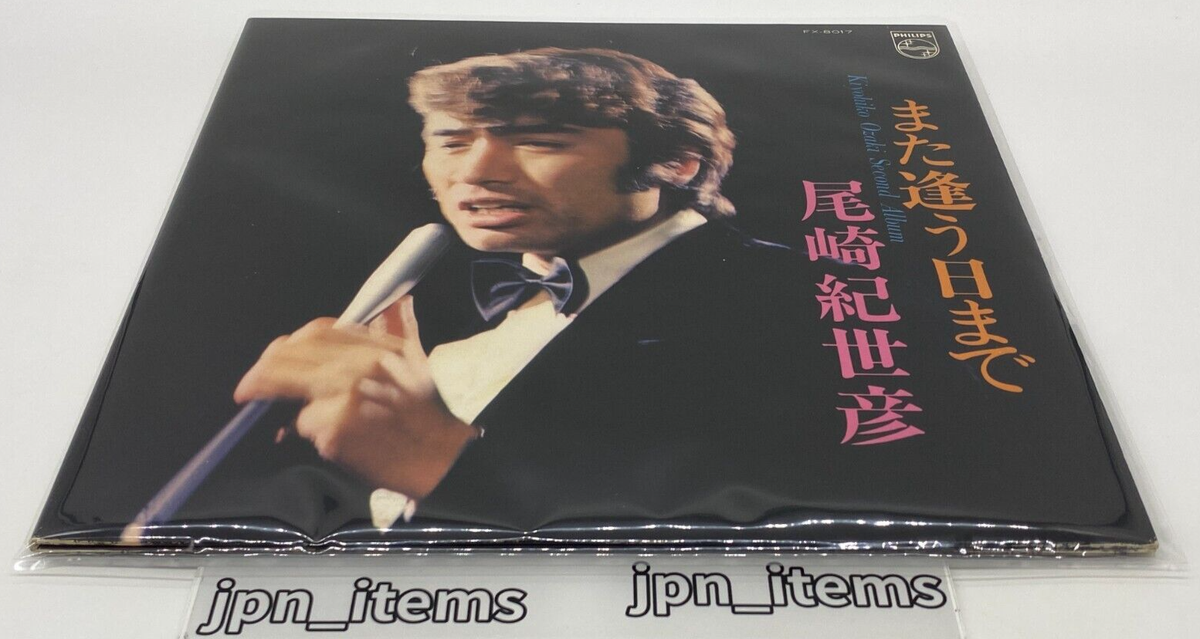 FX-8017
PHILIPS
また逢う日まで
Kiyohiko Ozaki Second Album
尾崎紀世彦
jpn_items
jpn_items